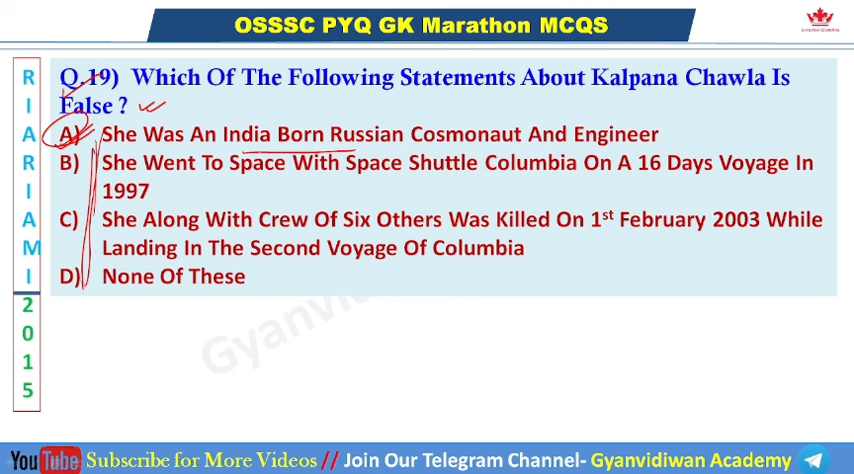 OSSSC PYQ GK Marathon MCQS
GYANVIDIWAN
R
I
A
R
I
A
M
I
2
0
1
5
Q.19) Which Of The Following Statements About Kalpana Chawla Is
False ?
A) She Was An India Born Russian Cosmonaut And Engineer
B) She Went To Space With Space Shuttle Columbia On A 16 Days Voyage In
1997
C) She Along With Crew Of Six Others Was Killed On 1st February 2003 While
Landing In The Second Voyage Of Columbia
D) None Of These
YouTube Subscribe for More Videos // Join Our Telegram Channel- Gyanvidiwan Academy